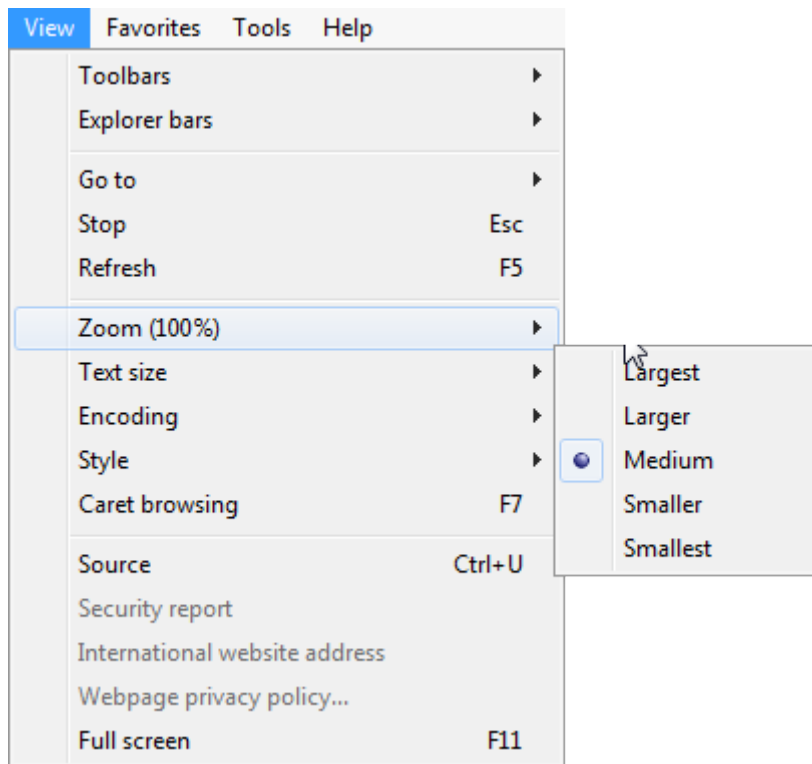 View Favorites Tools Help
Toolbars
Explorer bars
Go to
Stop Esc
Refresh F5
Zoom (100%)
Text size
Encoding
Style
Caret browsing F7
Source Ctrl+U
Security report
International website address
Webpage privacy policy...
Full screen F11
Largest
Larger
Medium
Smaller
Smallest